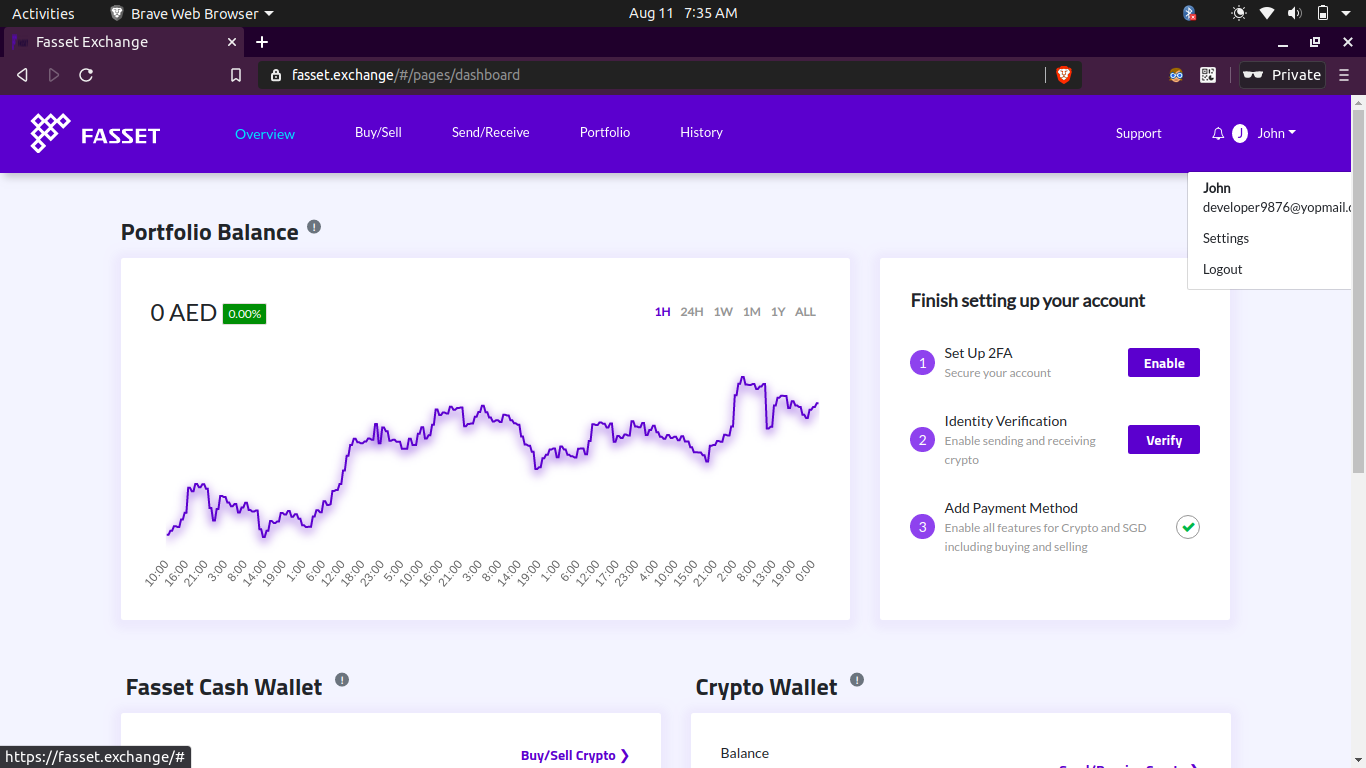 Activities
Brave Web Browser
Aug 11 7:35 AM
Fasset Exchange
fasset.exchange/#/pages/dashboard
Private
FASSET
Overview
Buy/Sell
Send/Receive
Portfolio
History
Support
J
John
John
developer9876@yopmail.c
Settings
Logout
Portfolio Balance
0 AED 0.00%
1H 24H 1W 1M 1Y ALL
10:00 16:00 21:00 3:00 8:00 14:00 19:00 1:00 6:00 12:00 18:00 23:00 5:00 10:00 16:00 21:00 3:00 8:00 14:00 19:00 1:00 6:00 12:00 17:00 23:00 4:00 10:00 15:00 21:00 2:00 8:00 13:00 19:00 0:00
Finish setting up your account
1
Set Up 2FA
Secure your account
Enable
2
Identity Verification
Enable sending and receiving
crypto
Verify
3
Add Payment Method
Enable all features for Crypto and SGD
including buying and selling
Fasset Cash Wallet
Buy/Sell Crypto ❯
Crypto Wallet
Balance
https://fasset.exchange/#